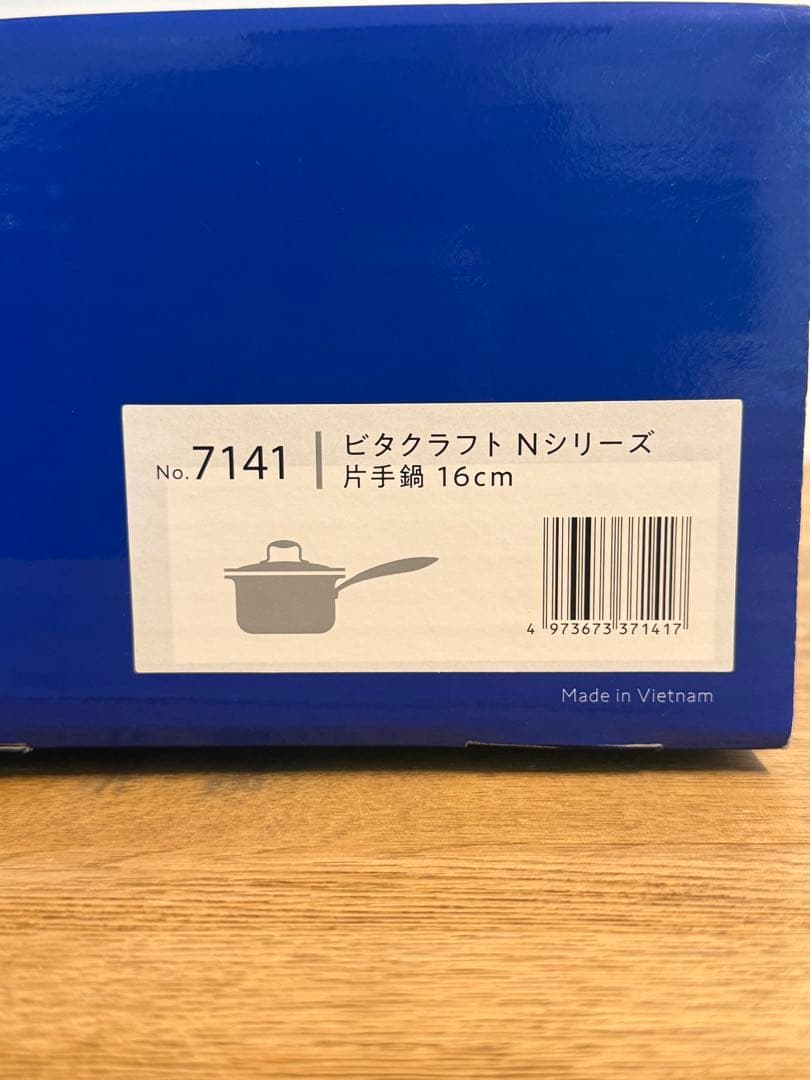 No. 7141
ビタクラフト Nシリーズ
片手鍋 16cm
4 973673 371417
Made in Vietnam